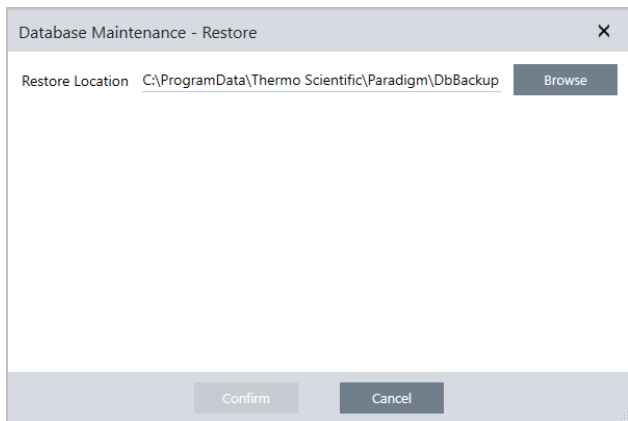 Database Maintenance - Restore
Restore Location C:\ProgramData\Thermo Scientific\Paradigm\DbBackup Browse
Confirm Cancel